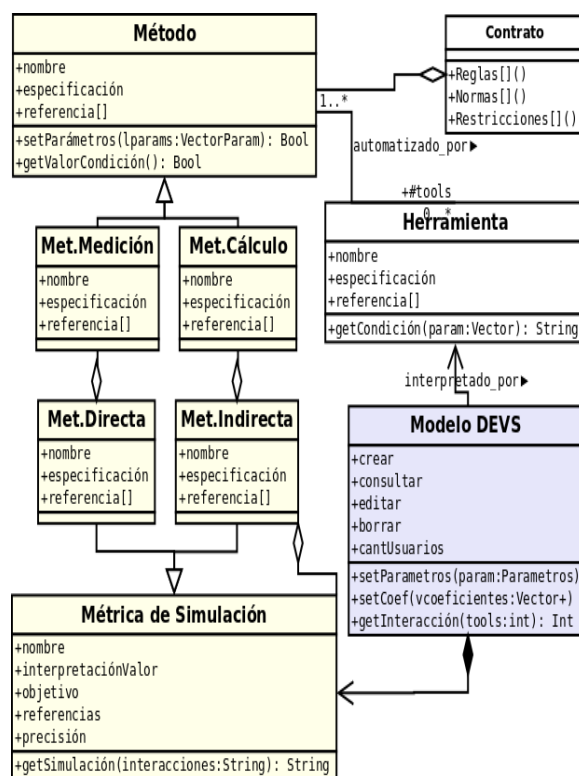 Método
+nombre
+especificación
+referencia[]
+setParámetros(lparams:VectorParam): Bool
+getValorCondición(): Bool
Contrato
+Reglas[]()
+Normas[]()
+Restricciones[]()
1..*
automatizado_por▶
+#tools
0..*
Herramienta
+nombre
+especificación
+referencia[]
+getCondición(param:Vector): String
Met.Medición
+nombre
+especificación
+referencia[]
Met.Cálculo
+nombre
+especificación
+referencia[]
interpretado_por▶
Met.Directa
+nombre
+especificación
+referencia[]
Met.Indirecta
+nombre
+especificación
+referencia[]
Modelo DEVS
+crear
+consultar
+editar
+borrar
+cantUsuarios
+setParametros(param:Parametros)
+setCoef(vcoeficientes:Vector+)
+getInteracción(tools:int): Int
Métrica de Simulación
+nombre
+interpretaciónValor
+objetivo
+referencias
+precisión
+getSimulación(interacciones:String): String